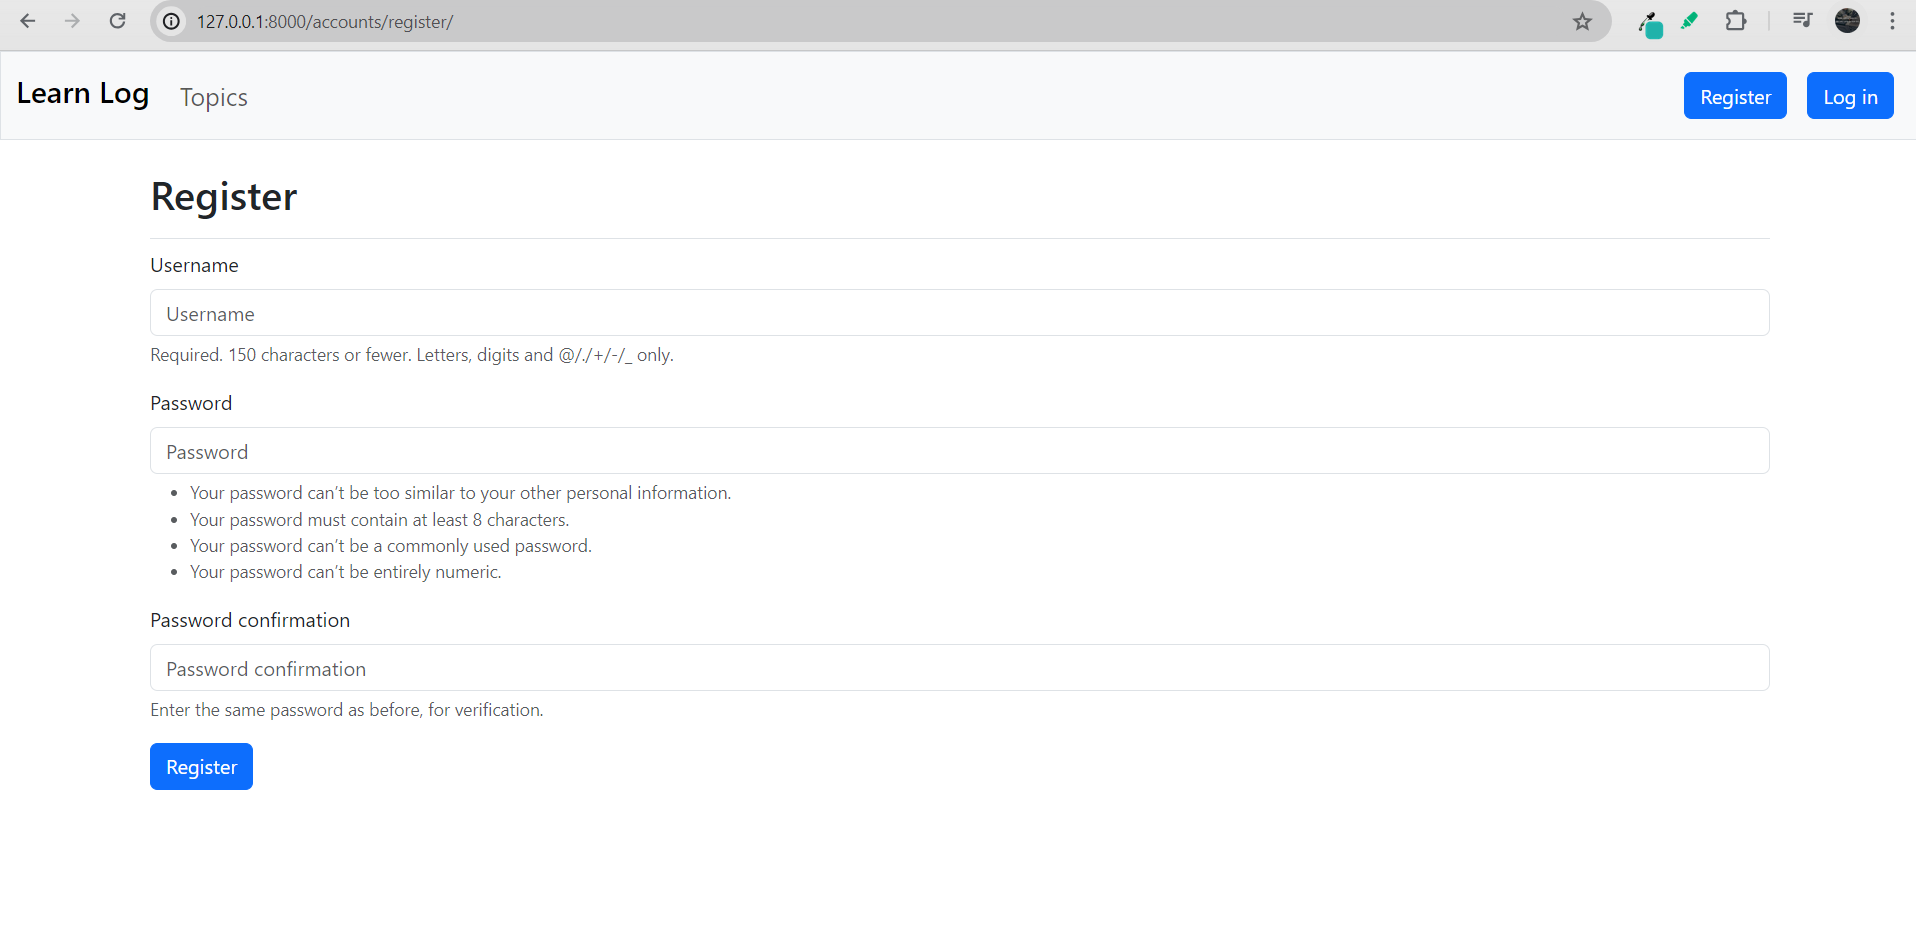 127.0.0.1:8000/accounts/register/
Learn Log Topics Register Log in
Register
Username
Username
Required. 150 characters or fewer. Letters, digits and @/./+/-/_ only.
Password
Password
• Your password can’t be too similar to your other personal information.
• Your password must contain at least 8 characters.
• Your password can’t be a commonly used password.
• Your password can’t be entirely numeric.
Password confirmation
Password confirmation
Enter the same password as before, for verification.
Register